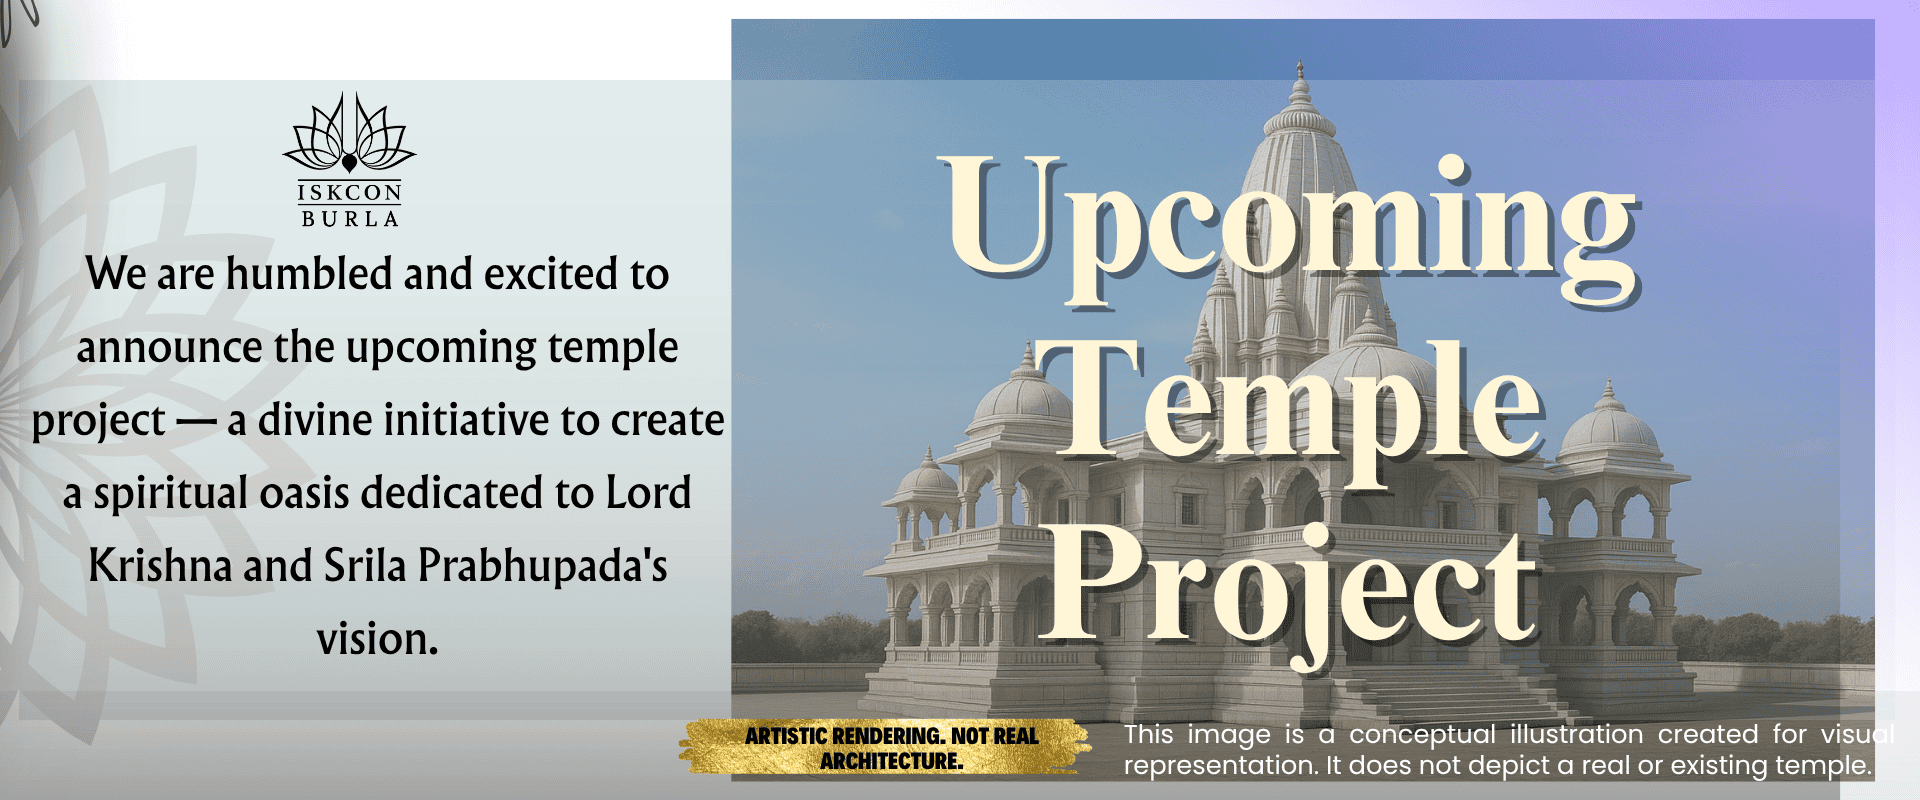 ISKCON
BURLA
We are humbled and excited to
announce the upcoming temple
project — a divine initiative to create
a spiritual oasis dedicated to Lord
Krishna and Srila Prabhupada's
vision.
Upcoming
Temple
Project
ARTISTIC RENDERING. NOT REAL
ARCHITECTURE.
This image is a conceptual illustration created for visual
representation. It does not depict a real or existing temple.